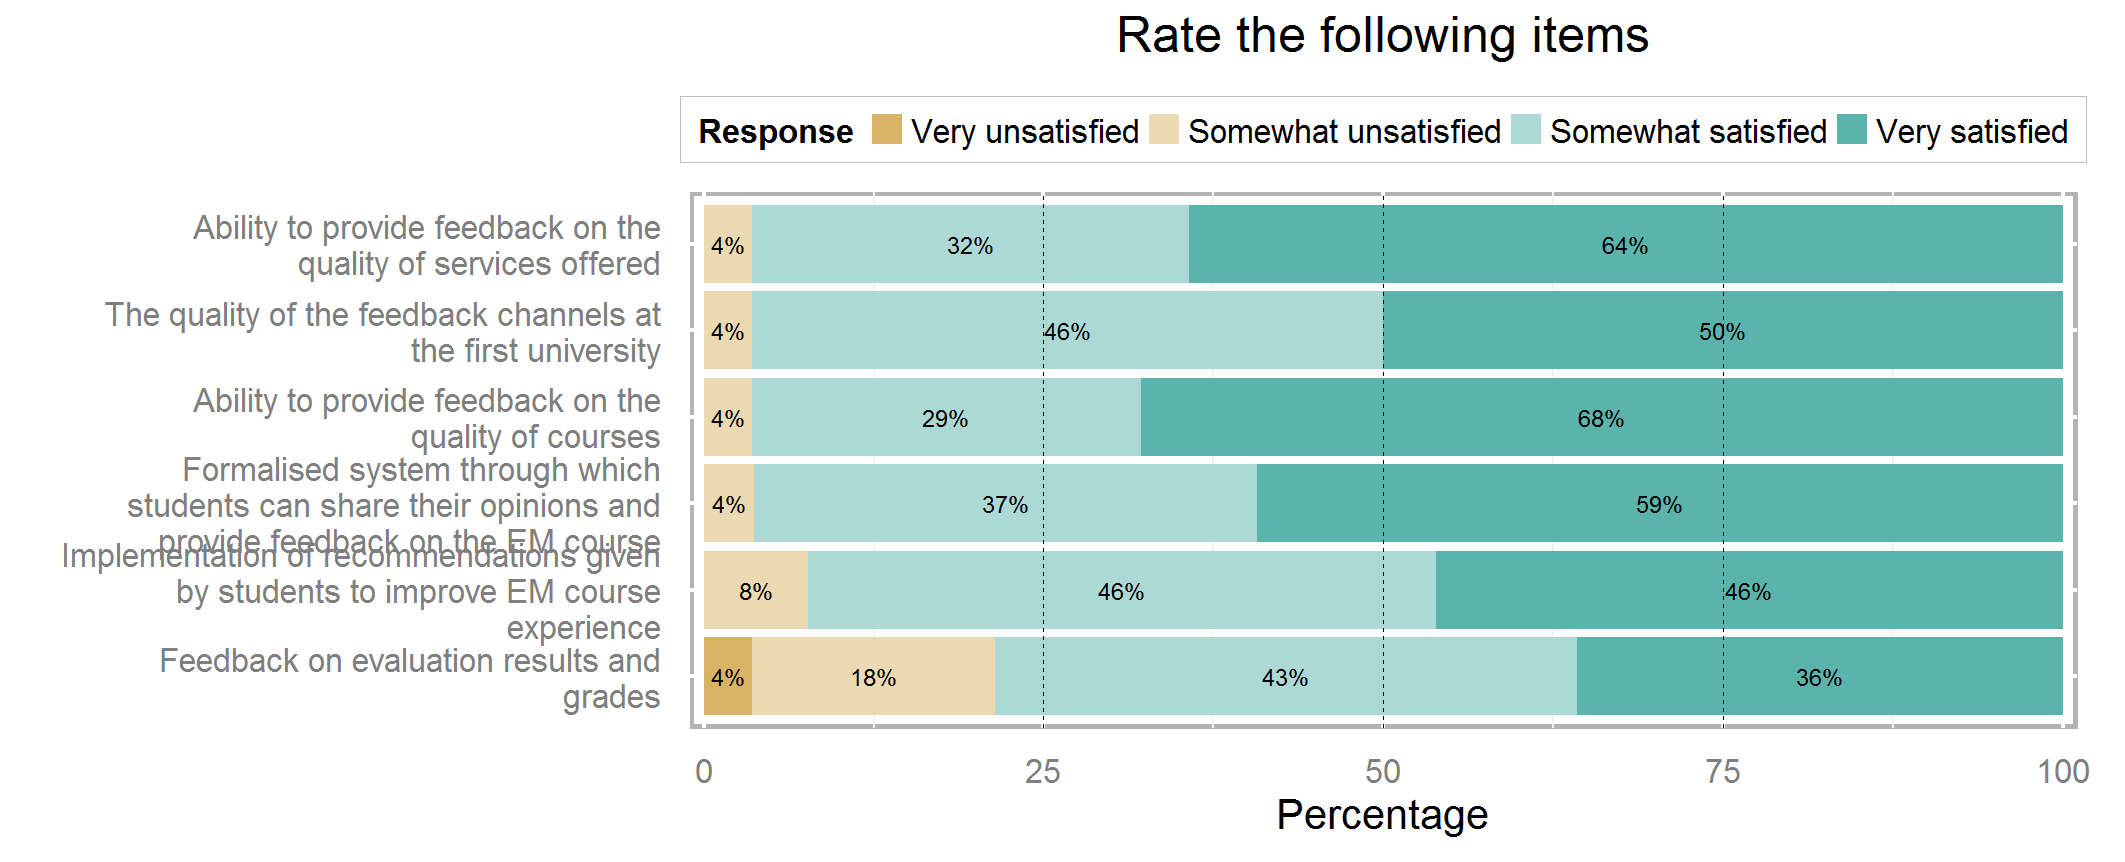 Rate the following items
Response Very unsatisfied Somewhat unsatisfied Somewhat satisfied Very satisfied
Ability to provide feedback on the
quality of services offered
4% 32% 64%
The quality of the feedback channels at
the first university
4% 46% 50%
Ability to provide feedback on the
quality of courses
4% 29% 68%
Formalised system through which
students can share their opinions and
provide feedback on the EM course
4% 37% 59%
Implementation of recommendations given
by students to improve EM course
experience
8% 46% 46%
Feedback on evaluation results and
grades
4% 18% 43% 36%
0 25 50 75 100
Percentage